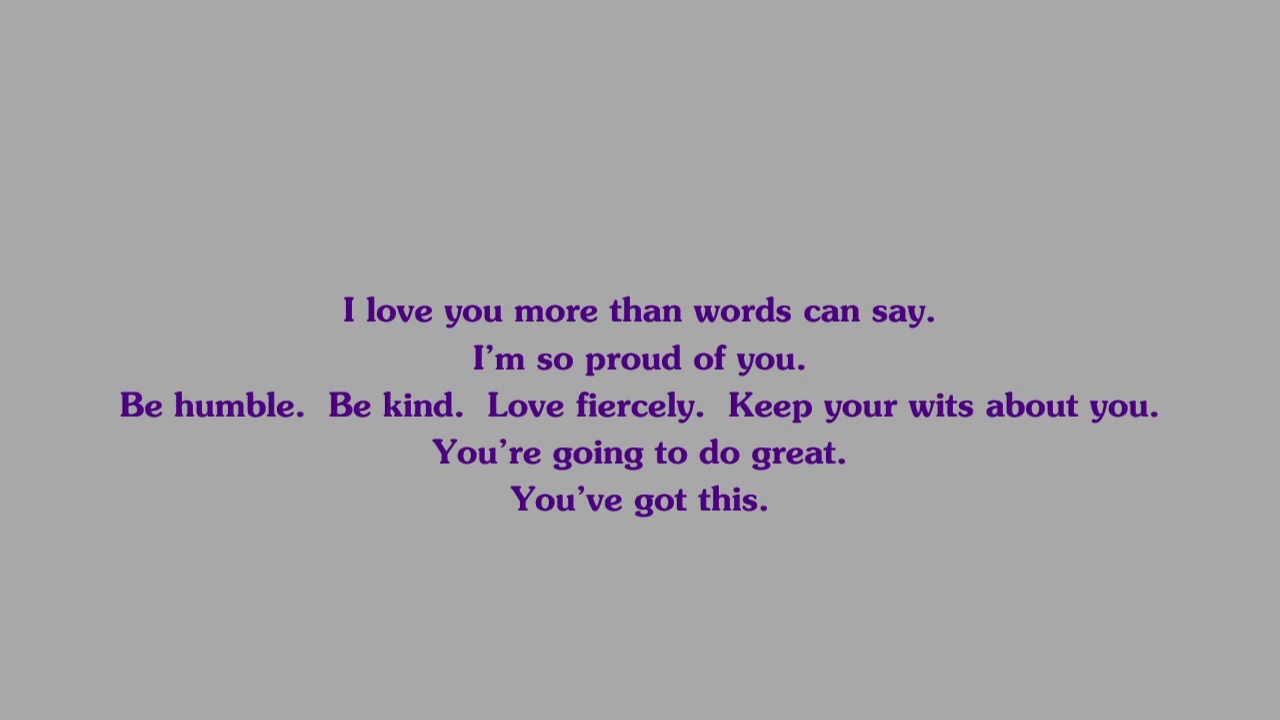 I love you more than words can say.
I’m so proud of you.
Be humble.  Be kind.  Love fiercely.  Keep your wits about you.
You’re going to do great.
You’ve got this.